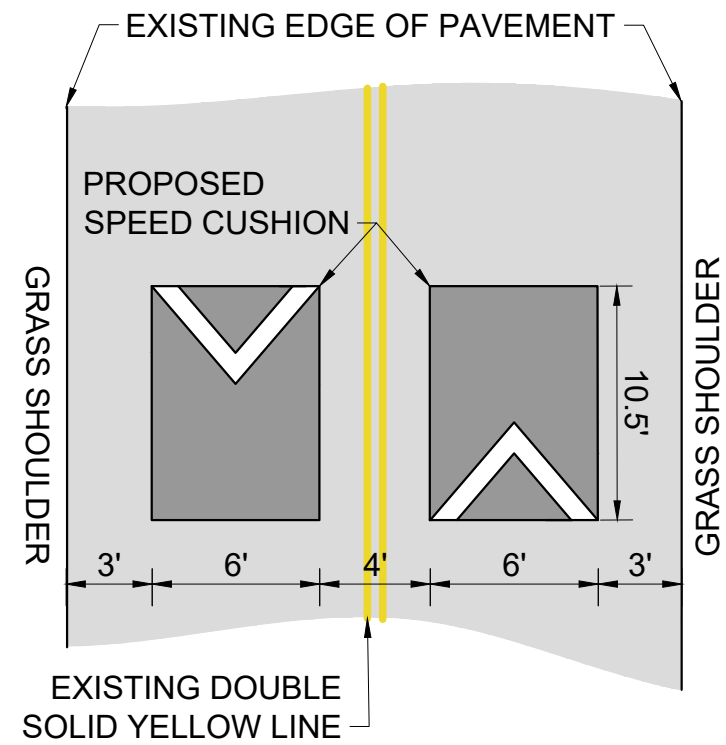 EXISTING EDGE OF PAVEMENT
PROPOSED
SPEED CUSHION
GRASS SHOULDER
GRASS SHOULDER
10.5'
3'
6'
4'
6'
3'
EXISTING DOUBLE
SOLID YELLOW LINE